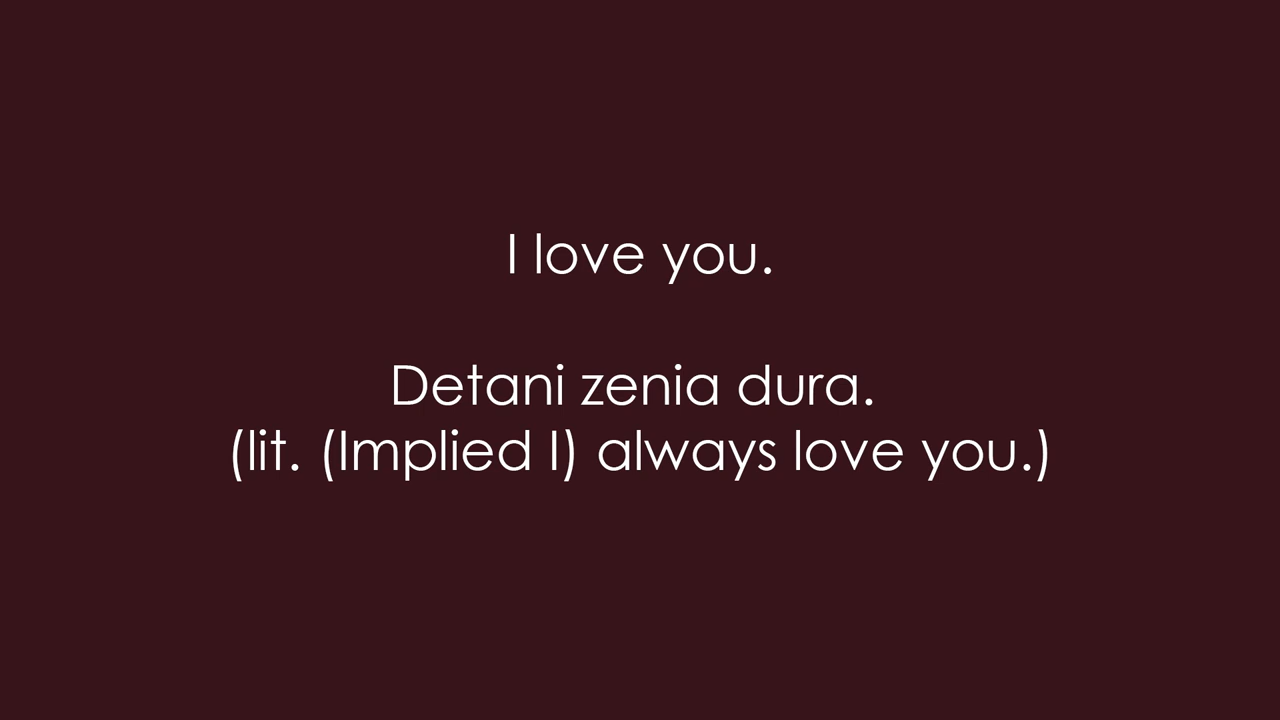 I love you.
Detani zenia dura.
(lit. (Implied I) always love you.)